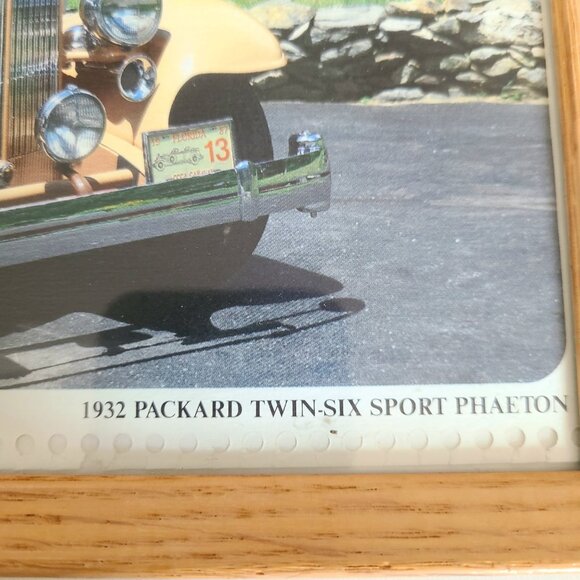 FLORIDA
13
1932 PACKARD TWIN-SIX SPORT PHAETON